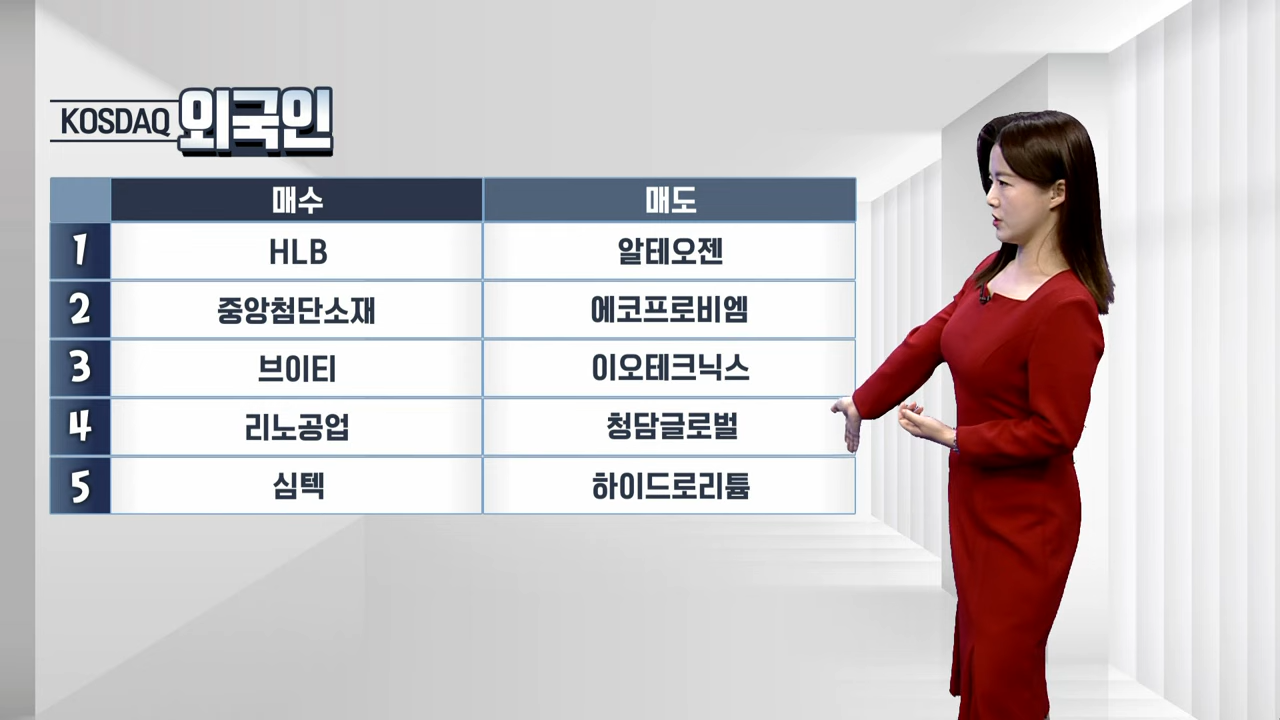 KOSDAQ 외국인
매수 매도
1 HLB 알테오젠
2 중앙첨단소재 에코프로비엠
3 브이티 이오테크닉스
4 리노공업 청담글로벌
5 심텍 하이드로리튬